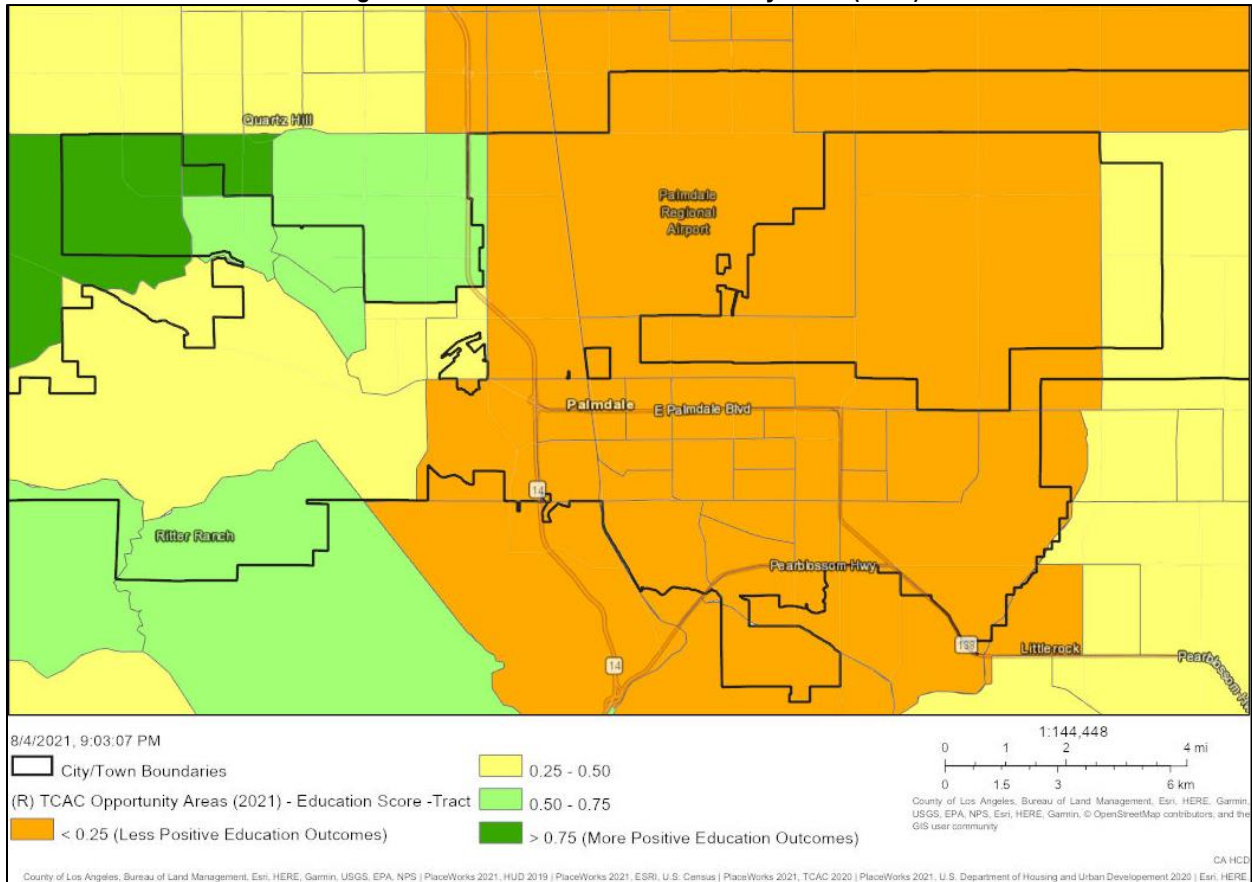 Quartz Hill
Palmdale
Regional
Airport
Palmdale
E Palmdale Blvd
14
Ritter Ranch
Pearblossom Hwy
138
Littlerock
14
8/4/2021, 9:03:07 PM
City/Town Boundaries
(R) TCAC Opportunity Areas (2021) - Education Score -Tract
< 0.25 (Less Positive Education Outcomes)
0.25 - 0.50
0.50 - 0.75
> 0.75 (More Positive Education Outcomes)
1:144,448
0 1 2 4 mi
0 1.5 3 6 km
County of Los Angeles, Bureau of Land Management, Esri, HERE, Garmin,
USGS, EPA, NPS, Esri, HERE, Garmin, © OpenStreetMap contributors, and the
GIS user community
CA HCD
County of Los Angeles, Bureau of Land Management, Esri, HERE, Garmin, USGS, EPA, NPS | PlaceWorks 2021, HUD 2019 | PlaceWorks 2021, ESRI, U.S. Census | PlaceWorks 2021, TCAC 2020 | PlaceWorks 2021, U.S. Department of Housing and Urban Developement 2020 | Esri, HERE,